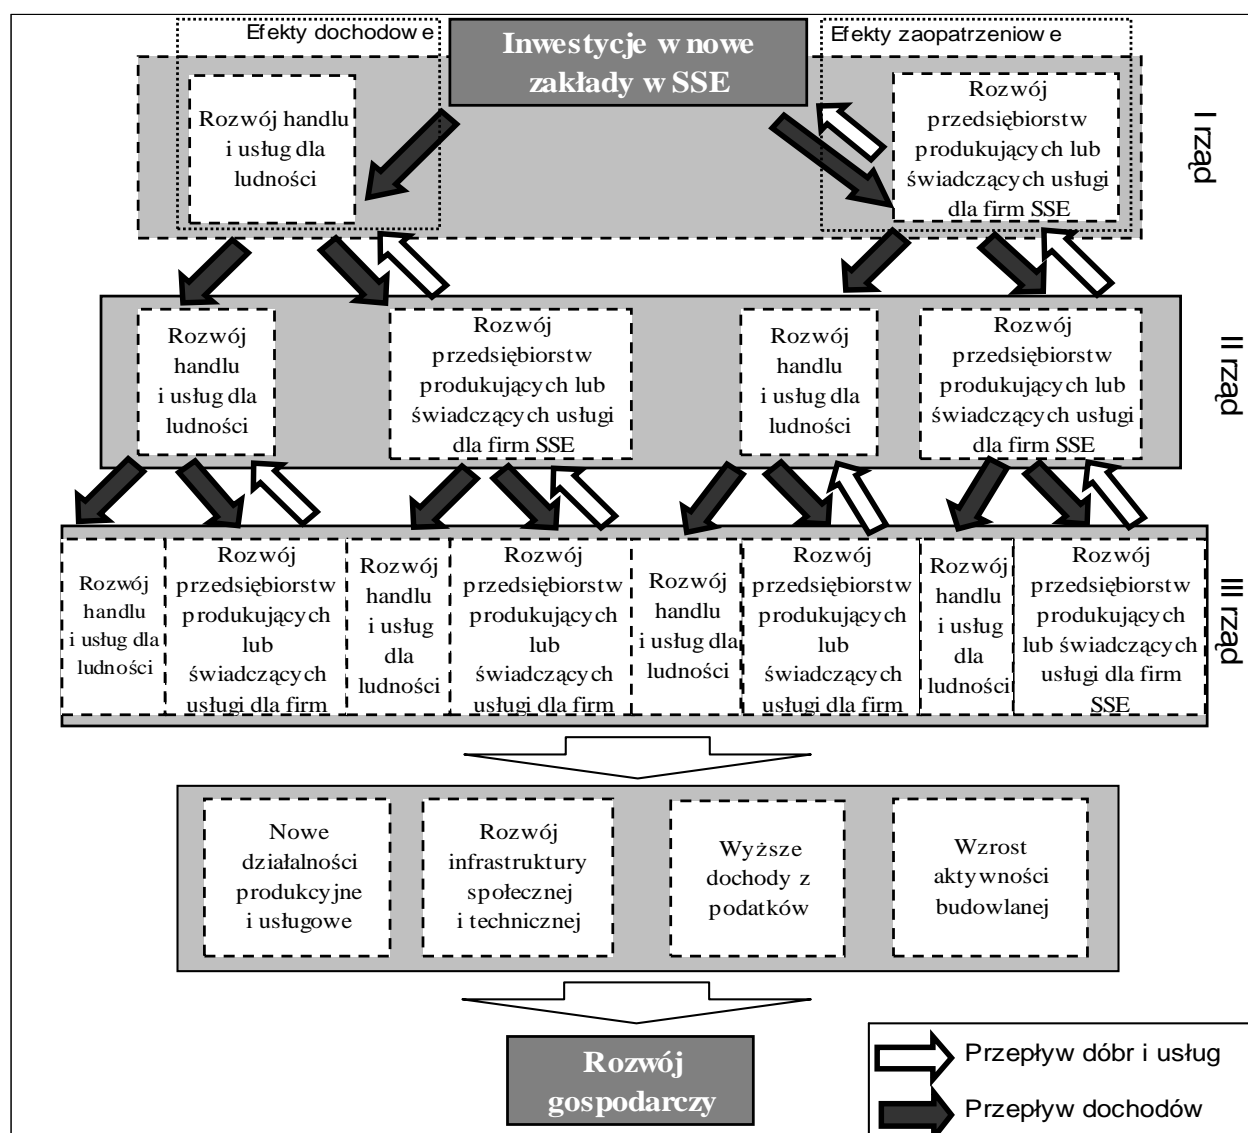 Efekty dochodowe
Inwestycje w nowe
zakłady w SSE
Efekty zaopatrzeniowe
Rozwój handlu
i usług dla
ludności
Rozwój
przedsiębiorstw
produkujących lub
świadczących usługi
dla firm SSE
I rząd
Rozwój
handlu
i usług dla
ludności
Rozwój
przedsiębiorstw
produkujących lub
świadczących usługi
dla firm SSE
Rozwój
handlu
i usług dla
ludności
Rozwój
przedsiębiorstw
produkujących lub
świadczących usługi
dla firm SSE
II rząd
Rozwój
handlu
i usług dla
ludności
Rozwój
przedsiębiorstw
produkujących
lub
świadczących
usługi dla firm
Rozwój
handlu
i usług
dla
ludności
Rozwój
przedsiębiorstw
produkujących
lub
świadczących
usługi dla firm
Rozwój
handlu
i usług dla
ludności
Rozwój
przedsiębiorstw
produkujących
lub
świadczących
usługi dla firm
Rozwój
handlu
i usług
dla
ludności
Rozwój
przedsiębiorstw
produkujących
lub świadczących
usługi dla firm
SSE
III rząd
Nowe
działalności
produkcyjne
i usługowe
Rozwój
infrastruktury
społecznej
i technicznej
Wyższe
dochody z
podatków
Wzrost
aktywności
budowlanej
Rozwój
gospodarczy
Przepływ dóbr i usług
Przepływ dochodów